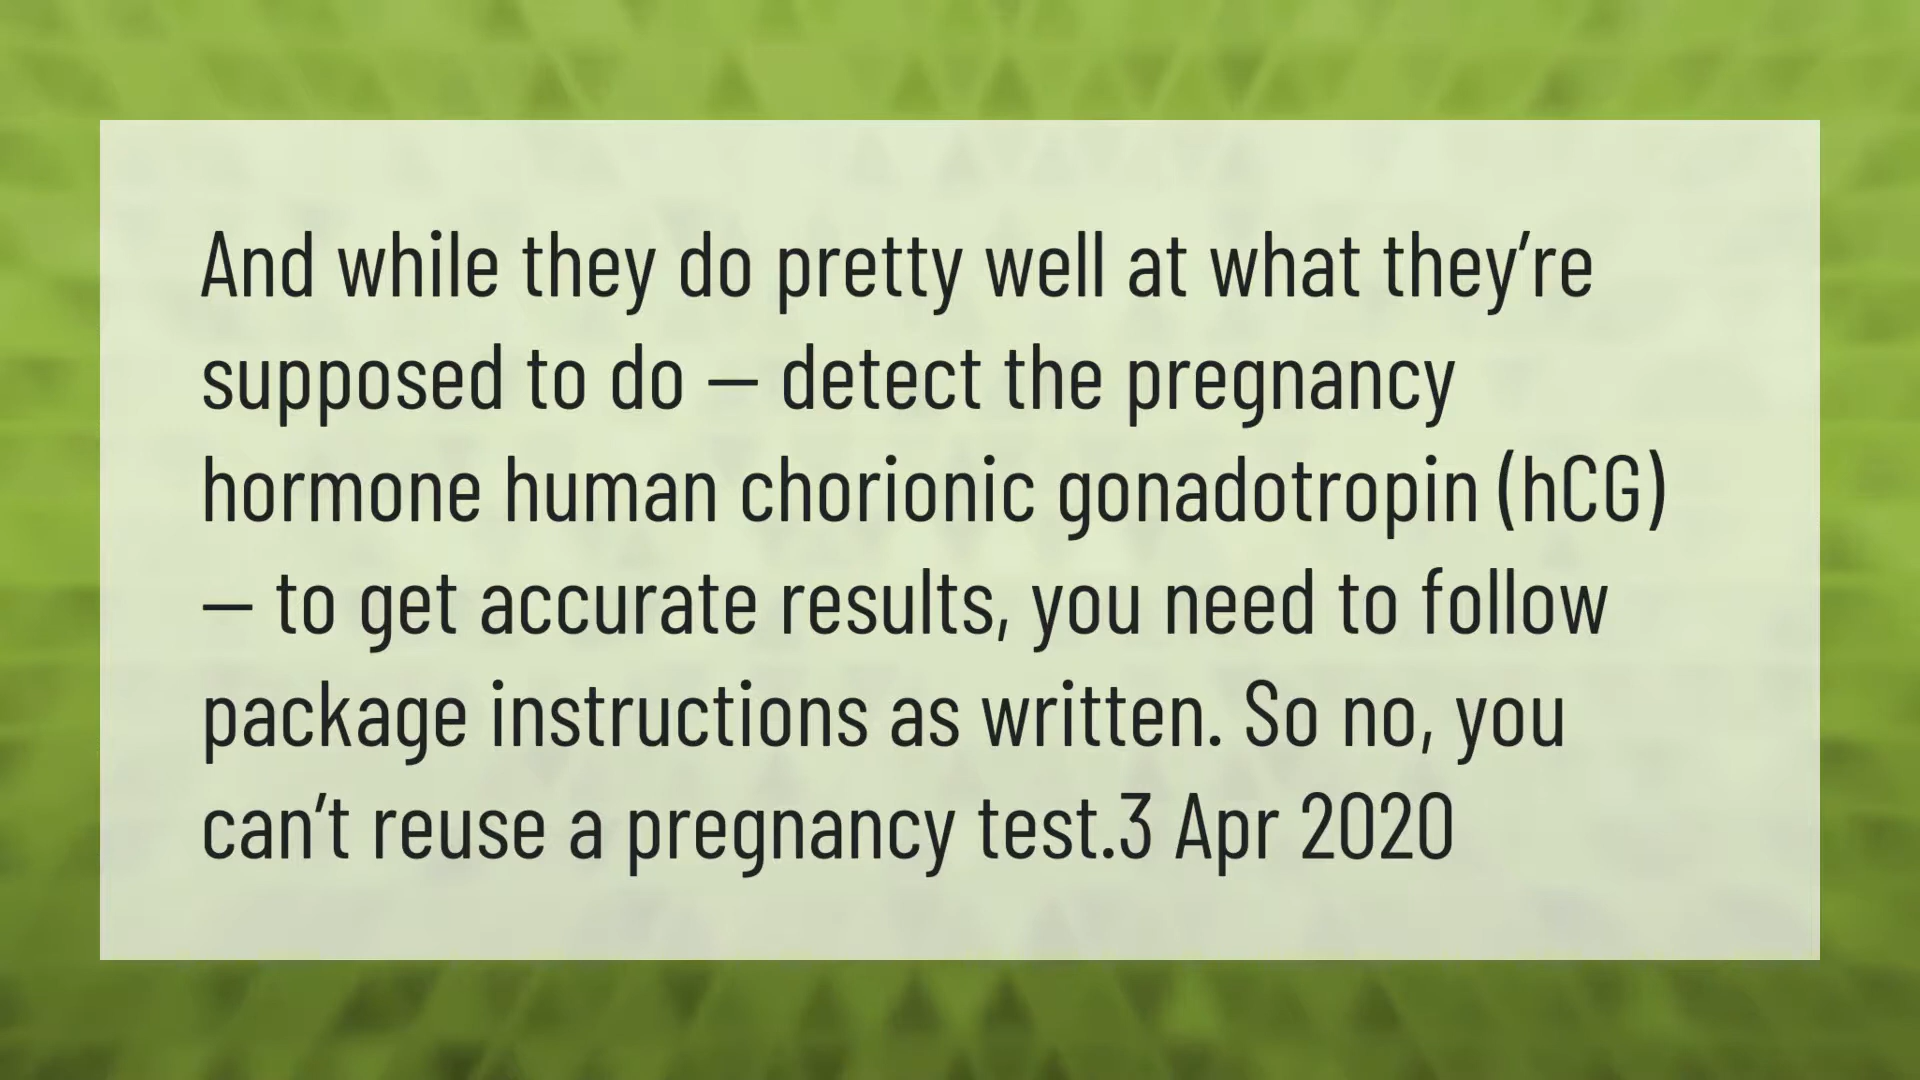 And while they do pretty well at what they’re
supposed to do — detect the pregnancy
hormone human chorionic gonadotropin (hCG)
— to get accurate results, you need to follow
package instructions as written. So no, you
can’t reuse a pregnancy test.3 Apr 2020